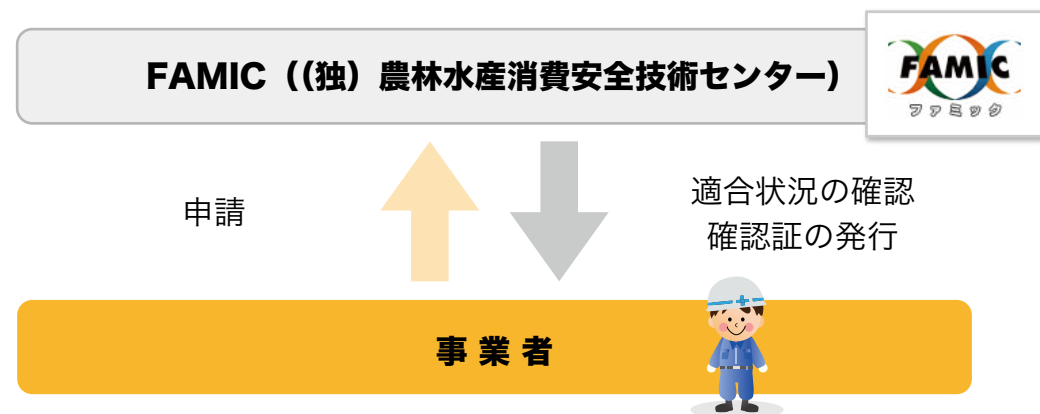 FAMIC（(独）農林水産消費安全技術センター）
FAMIC
ファミック
申請
適合状況の確認
確認証の発行
事業者